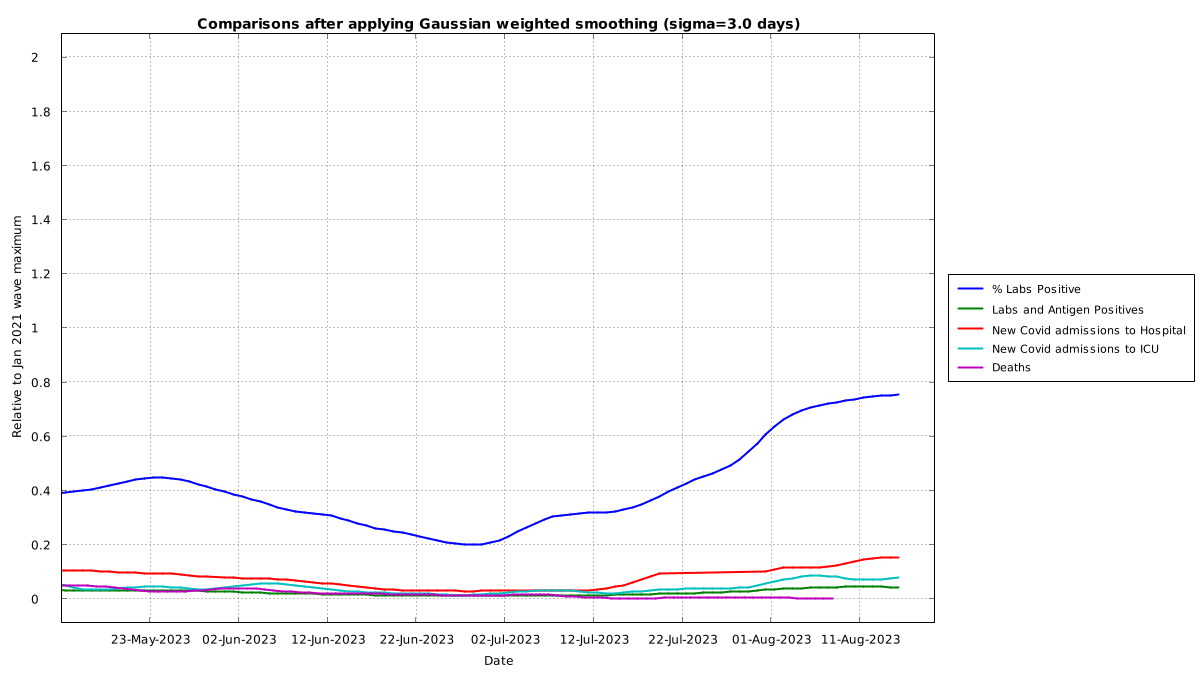 Comparisons after applying Gaussian weighted smoothing (sigma=3.0 days)
Relative to Jan 2021 wave maximum
2
1.8
1.6
1.4
1.2
1
0.8
0.6
0.4
0.2
0
23-May-2023 02-Jun-2023 12-Jun-2023 22-Jun-2023 02-Jul-2023 12-Jul-2023 22-Jul-2023 01-Aug-2023 11-Aug-2023
Date
% Labs Positive
Labs and Antigen Positives
New Covid admissions to Hospital
New Covid admissions to ICU
Deaths